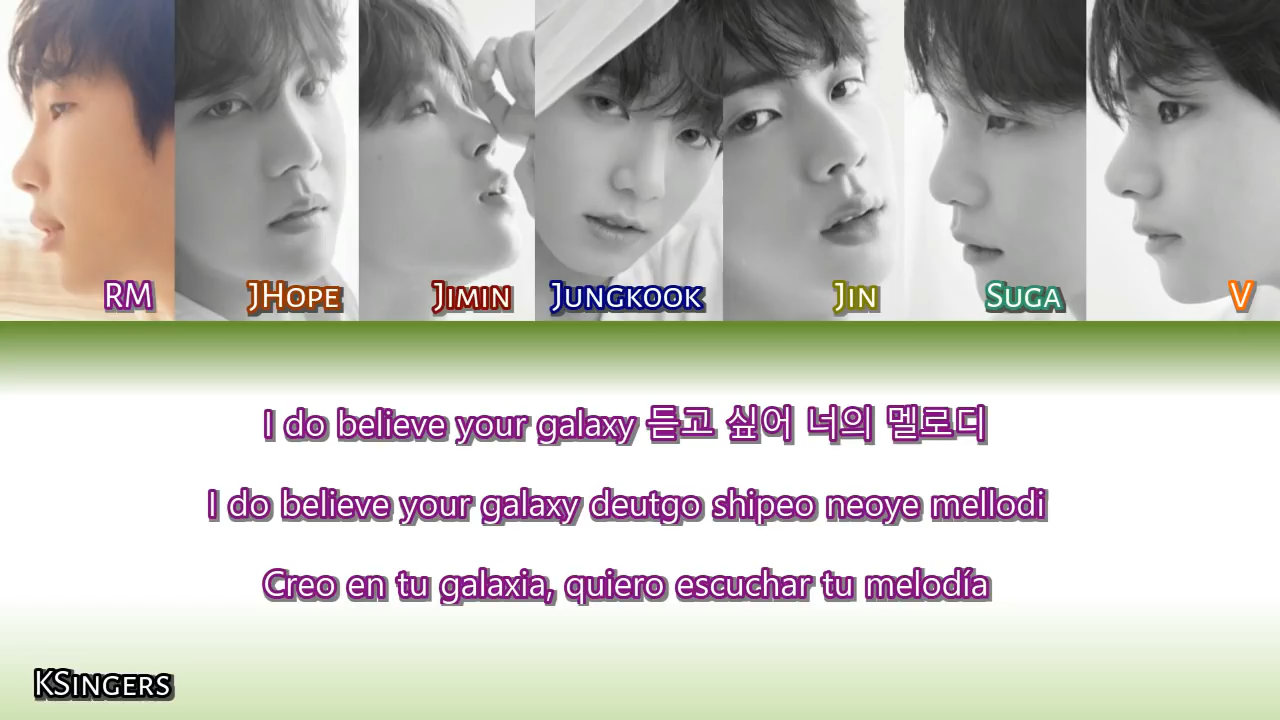 RM
JHope
Jimin
Jungkook
Jin
Suga
V
I do believe your galaxy 듣고 싶어 너의 멜로디
I do believe your galaxy deutgo shipeo neoye mellodi
Creo en tu galaxia, quiero escuchar tu melodía
KSingers